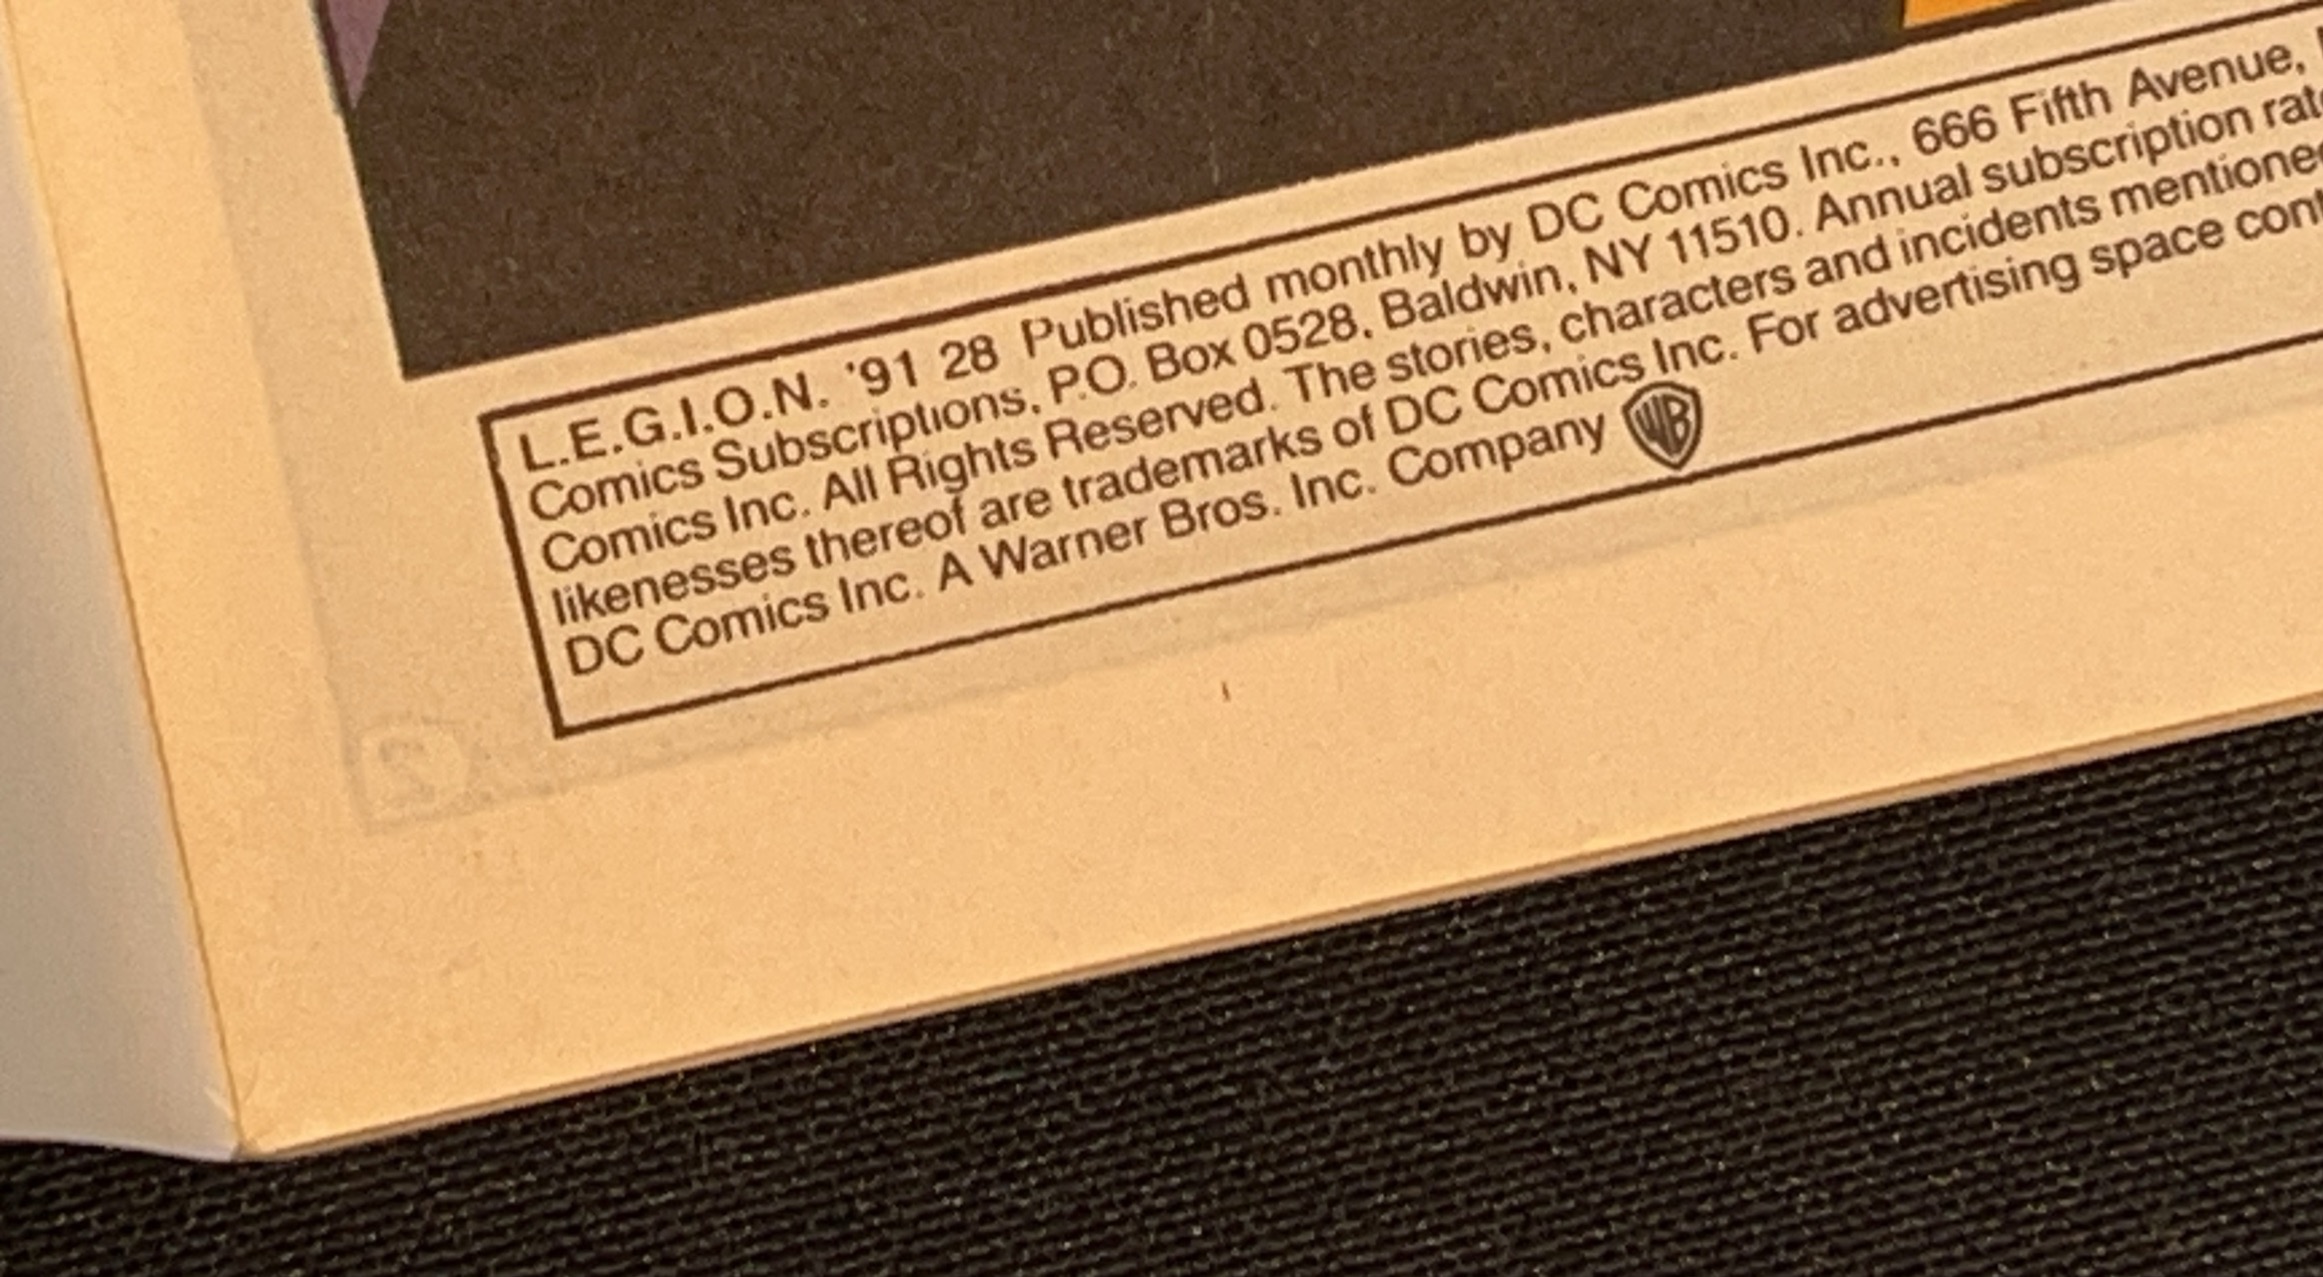 L.E.G.I.O.N. '91 28 Published monthly by DC Comics Inc., 666 Fifth Avenue,
Comics Subscriptions, P.O. Box 0528, Baldwin, NY 11510. Annual subscription
Comics Inc. All Rights Reserved. The stories, characters and incidents
likenesses thereof are trademarks of DC Comics Inc. For advertising space
DC Comics Inc. A Warner Bros. Inc. Company WB
2